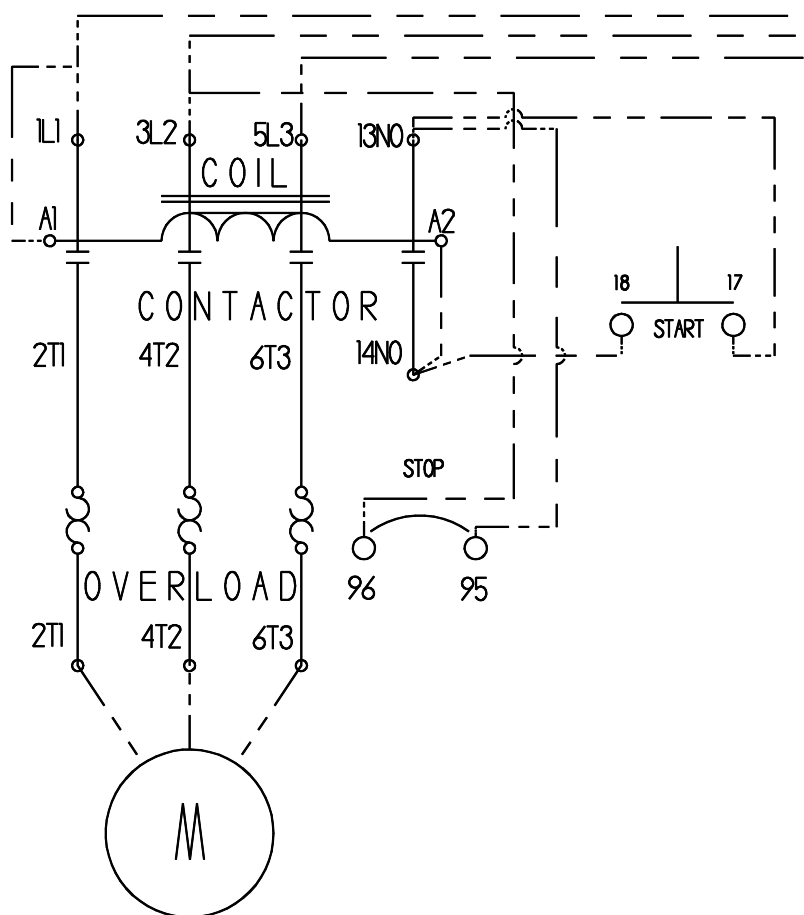 1L1 3L2 5L3 13NO
COIL
A1 A2
18 17
CONTACTOR
START
2T1 4T2 6T3 14NO
STOP
OVERLOAD
96 95
2T1 4T2 6T3
M